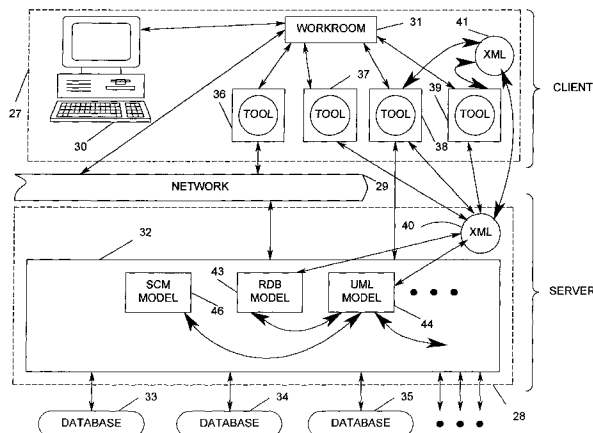 31
41
WORKROOM
XML
37
36
39
TOOL
TOOL
TOOL
TOOL
CLIENT
27
38
30
NETWORK
29
40
XML
32
43
SCM
MODEL
RDB
MODEL
UML
MODEL
SERVER
46
44
33
34
35
28
DATABASE
DATABASE
DATABASE